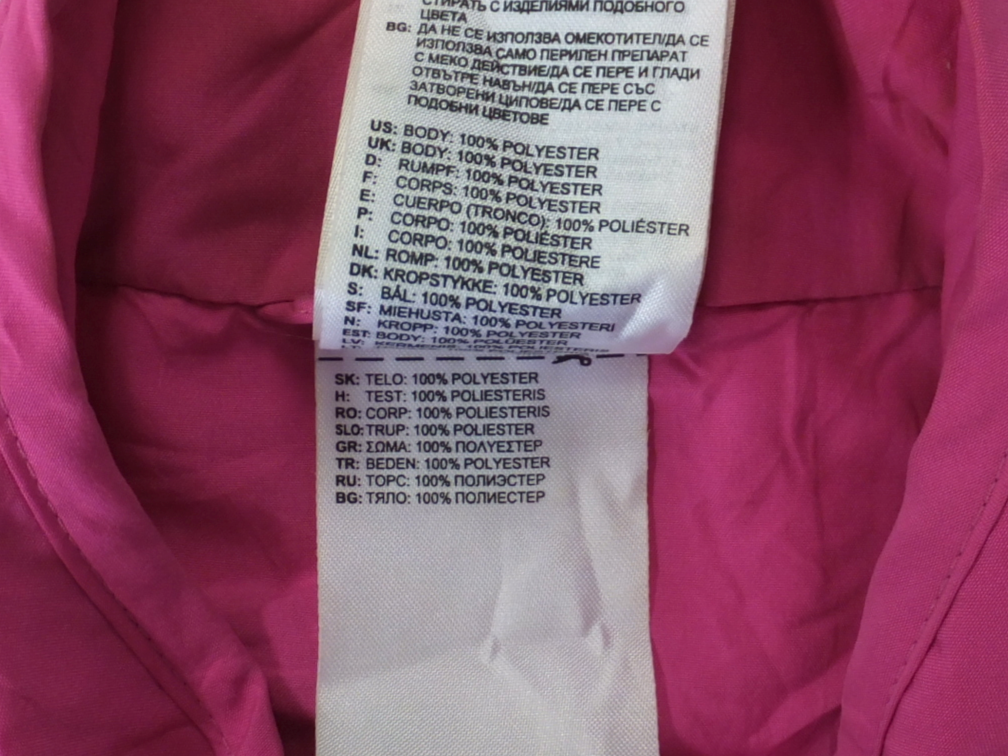 СТИРАТЬ С ИЗДЕЛИЯМИ ПОДОБНОГО
ЦВЕТА
BG: ДА НЕ СЕ ИЗПОЛЗВА ОМЕКОТИТЕЛ/ДА СЕ
ИЗПОЛЗВА САМО ПЕРИЛЕН ПРЕПАРАТ
С МЕКО ДЕЙСТВИЕ/ДА СЕ ПЕРЕ И ГЛАДИ
ОТВЪТРЕ НАВЪН/ДА СЕ ПЕРЕ СЪС
ЗАТВОРЕНИ ЦИПОВЕ/ДА СЕ ПЕРЕ С
ПОДОБНИ ЦВЕТОВЕ
US: BODY: 100% POLYESTER
UK: BODY: 100% POLYESTER
D: RUMPF: 100% POLYESTER
F: CORPS: 100% POLYESTER
E: CUERPO (TRONCO): 100% POLIÉSTER
P: CORPO: 100% POLIÉSTER
I: CORPO: 100% POLIESTERE
NL: ROMP: 100% POLYESTER
DK: KROPSTYKKE: 100% POLYESTER
S: BÅL: 100% POLYESTER
SF: MIEHUSTA: 100% POLYESTERI
N: KROPP: 100% POLYESTER
EST: BODY: 100% POLÜESTER
SK: TELO: 100% POLYESTER
H: TEST: 100% POLIESTERIS
RO: CORP: 100% POLIESTERIS
SLO: TRUP: 100% POLYESTER
GR: ΣΩΜΑ: 100% ΠΟΛΥΕΣΤΕΡ
TR: BEDEN: 100% POLYESTER
RU: ТОРС: 100% ПОЛИЭСТЕР
BG: ТЯЛО: 100% ПОЛИЕСТЕР